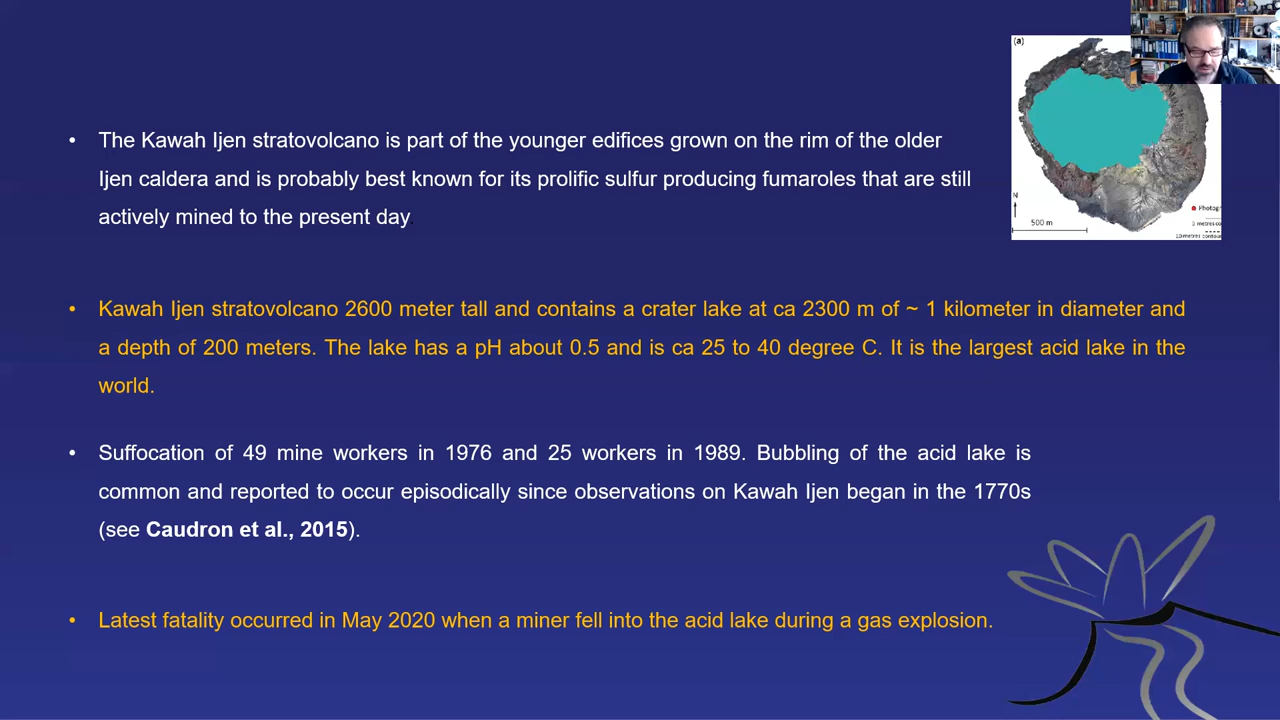 (a)
• The Kawah Ijen stratovolcano is part of the younger edifices grown on the rim of the older
Ijen caldera and is probably best known for its prolific sulfur producing fumaroles that are still
actively mined to the present day.
N
500 m
Photogr
• Kawah Ijen stratovolcano 2600 meter tall and contains a crater lake at ca 2300 m of ~ 1 kilometer in diameter and
a depth of 200 meters. The lake has a pH about 0.5 and is ca 25 to 40 degree C. It is the largest acid lake in the
world.
• Suffocation of 49 mine workers in 1976 and 25 workers in 1989. Bubbling of the acid lake is
common and reported to occur episodically since observations on Kawah Ijen began in the 1770s
(see Caudron et al., 2015).
• Latest fatality occurred in May 2020 when a miner fell into the acid lake during a gas explosion.